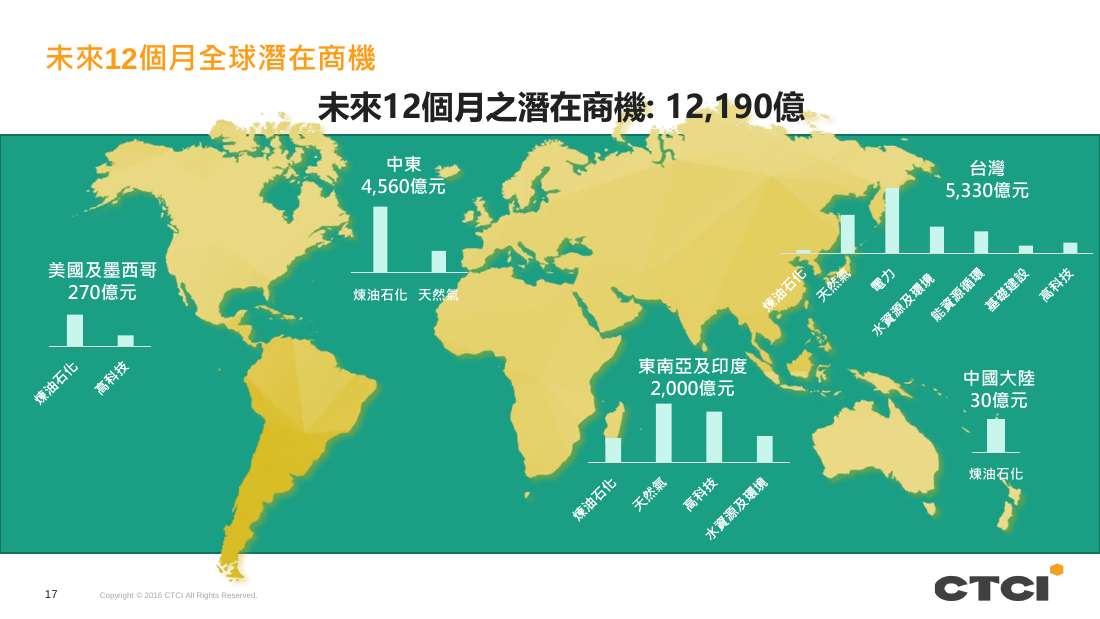 未來12個月全球潛在商機
未來12個月之潛在商機: 12,190億
中東
4,560億元
煉油石化 天然氣
台灣
5,330億元
煉油石化
天然氣
電力
水資源及環境
能資源循環
基礎建設
高科技
美國及墨西哥
270億元
煉油石化
高科技
東南亞及印度
2,000億元
煉油石化
天然氣
高科技
水資源及環境
中國大陸
30億元
煉油石化
17 Copyright © 2016 CTCI All Rights Reserved.
CTCI